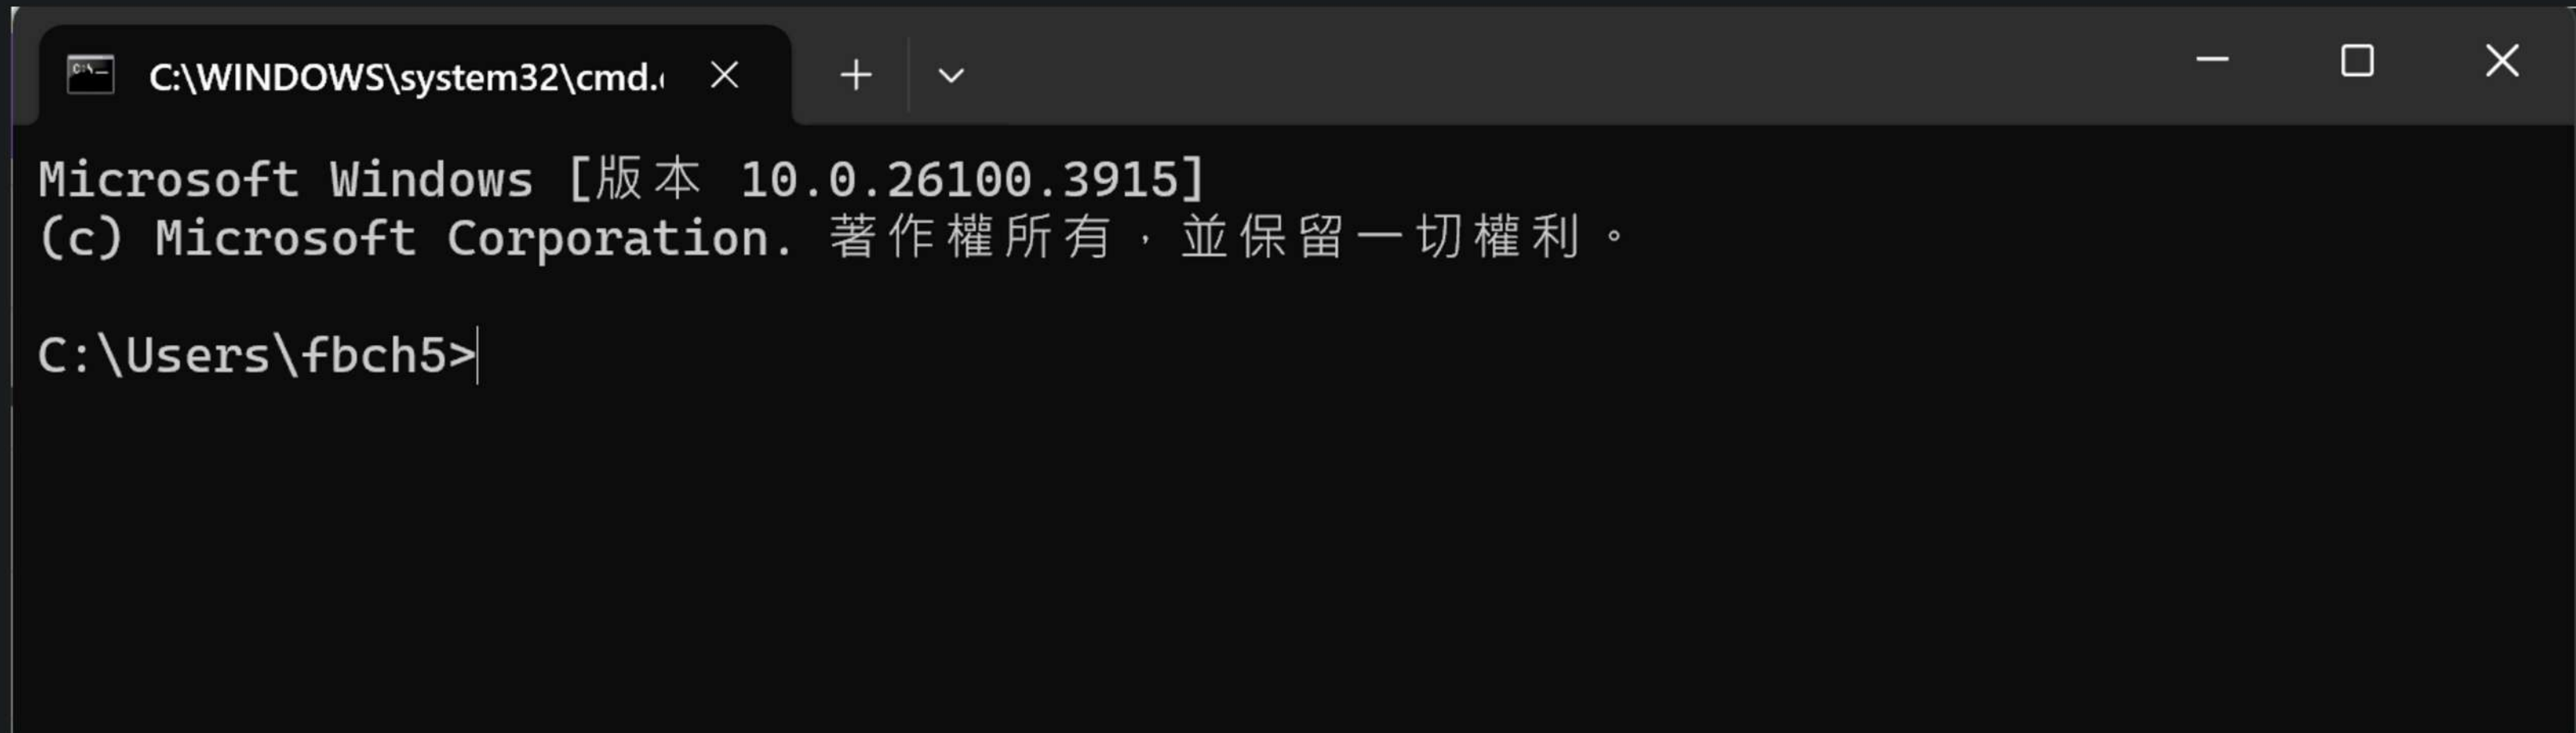 C:\WINDOWS\system32\cmd.
Microsoft Windows [版本 10.0.26100.3915]
(c) Microsoft Corporation. 著作權所有，並保留一切權利。
C:\Users\fbch5>